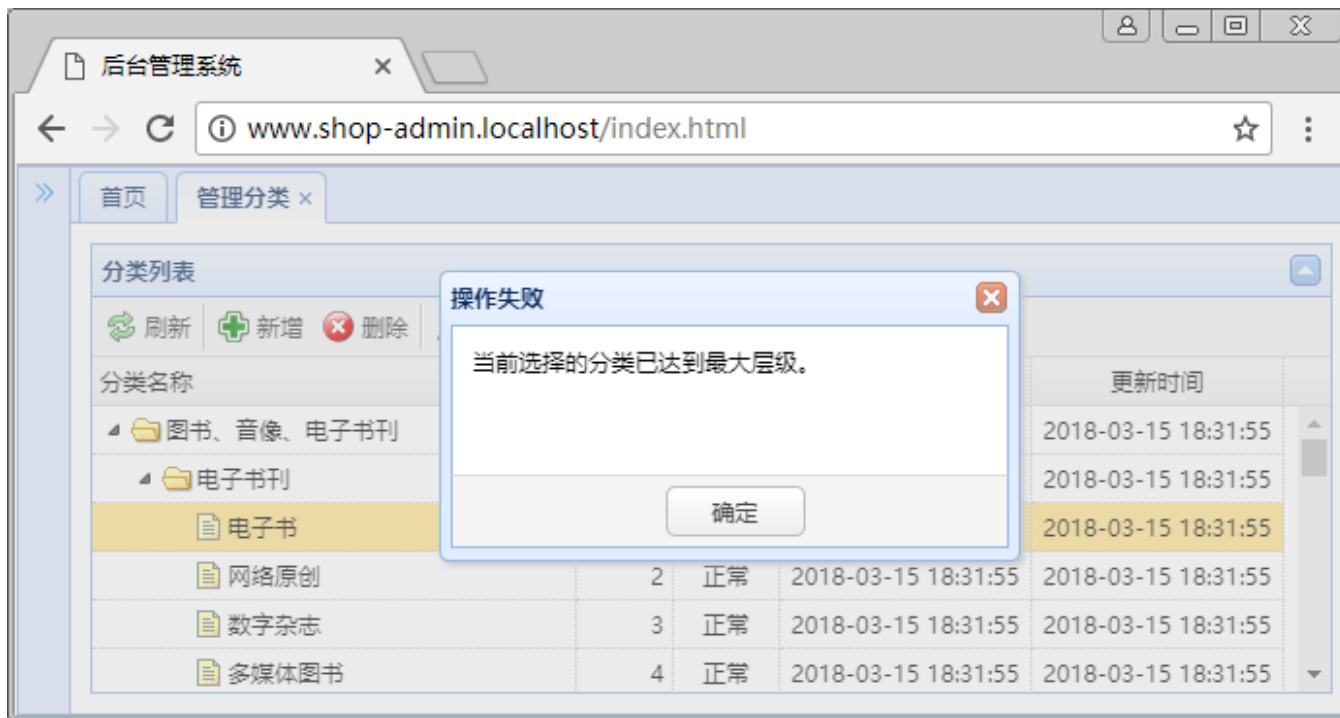 后台管理系统
www.shop-admin.localhost/index.html
首页 管理分类
分类列表
刷新 新增 删除
分类名称 更新时间
图书、音像、电子书刊 2018-03-15 18:31:55
电子书刊 2018-03-15 18:31:55
电子书 2018-03-15 18:31:55
网络原创 2 正常 2018-03-15 18:31:55 2018-03-15 18:31:55
数字杂志 3 正常 2018-03-15 18:31:55 2018-03-15 18:31:55
多媒体图书 4 正常 2018-03-15 18:31:55 2018-03-15 18:31:55
操作失败
当前选择的分类已达到最大层级。
确定